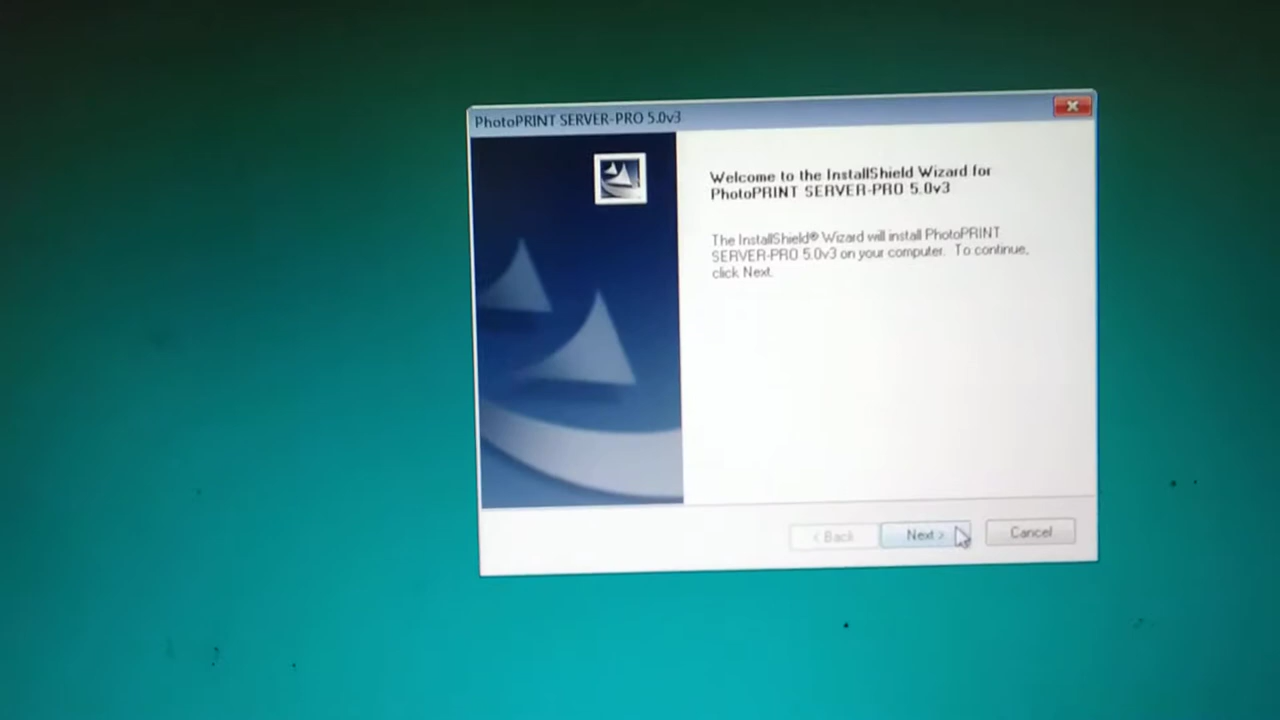 PhotoPRINT SERVER-PRO 5.0v3
Welcome to the InstallShield Wizard for
PhotoPRINT SERVER-PRO 5.0v3
The InstallShield® Wizard will install PhotoPRINT
SERVER-PRO 5.0v3 on your computer. To continue,
click Next.
< Back
Next >
Cancel